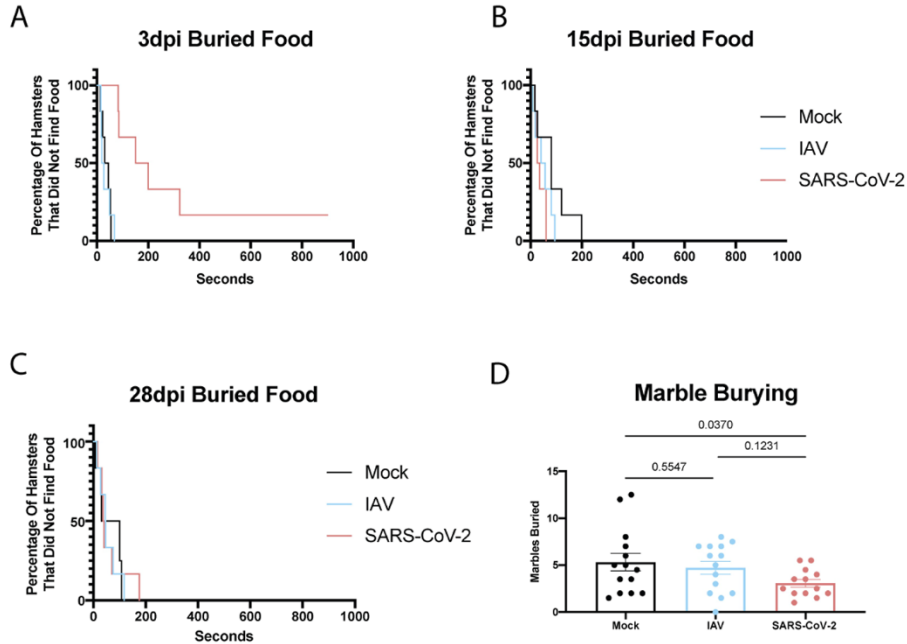 A
3dpi Buried Food
Percentage Of Hamsters
That Did Not Find Food
100
50
0
0 200 400 600 800 1000
Seconds
B
15dpi Buried Food
Percentage Of Hamsters
That Did Not Find Food
100
50
0
0 200 400 600 800 1000
Seconds
Mock
IAV
SARS-CoV-2
C
28dpi Buried Food
Percentage Of Hamsters
That Did Not Find Food
100
50
0
0 200 400 600 800 1000
Seconds
Mock
IAV
SARS-CoV-2
D
Marble Burying
0.0370
0.1231
0.5547
Marbles Buried
15
10
5
0
Mock IAV SARS-CoV-2